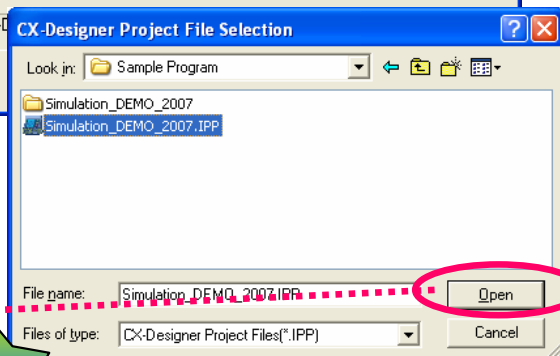 CX-Designer Project File Selection
Look in: Sample Program
Simulation_DEMO_2007
Simulation_DEMO_2007.IPP
File name: Simulation_DEMO_2007.IPP Open
Files of type: CX-Designer Project Files(*.IPP) Cancel